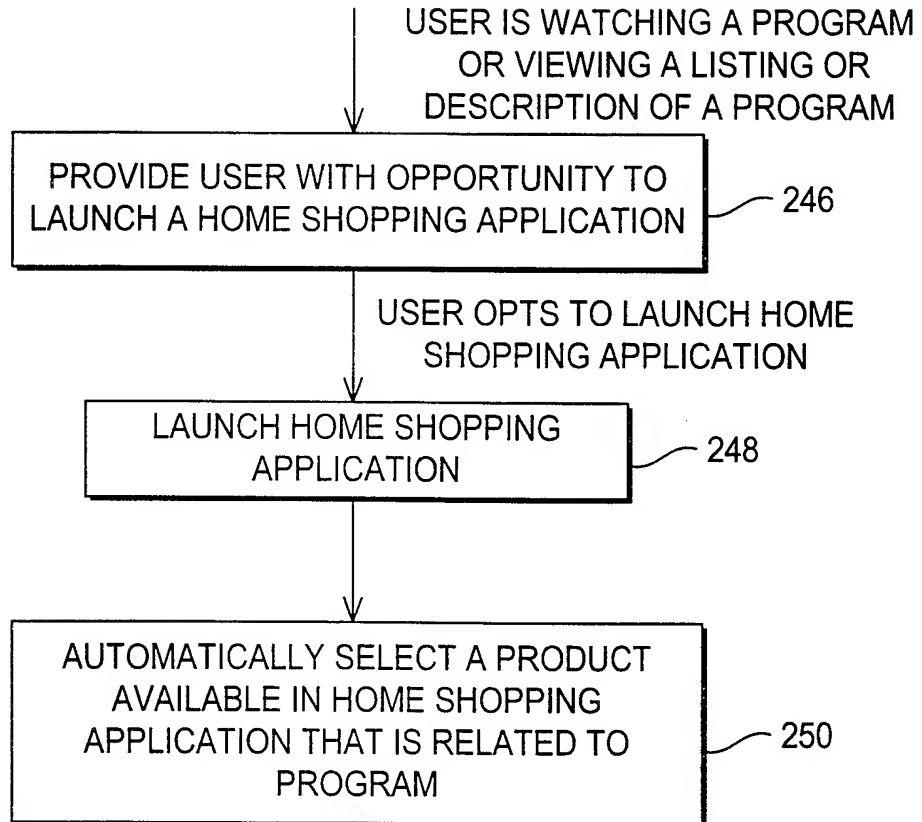 USER IS WATCHING A PROGRAM
OR VIEWING A LISTING OR
DESCRIPTION OF A PROGRAM
PROVIDE USER WITH OPPORTUNITY TO
LAUNCH A HOME SHOPPING APPLICATION
246
USER OPTS TO LAUNCH HOME
SHOPPING APPLICATION
LAUNCH HOME SHOPPING
APPLICATION
248
AUTOMATICALLY SELECT A PRODUCT
AVAILABLE IN HOME SHOPPING
APPLICATION THAT IS RELATED TO
PROGRAM
250